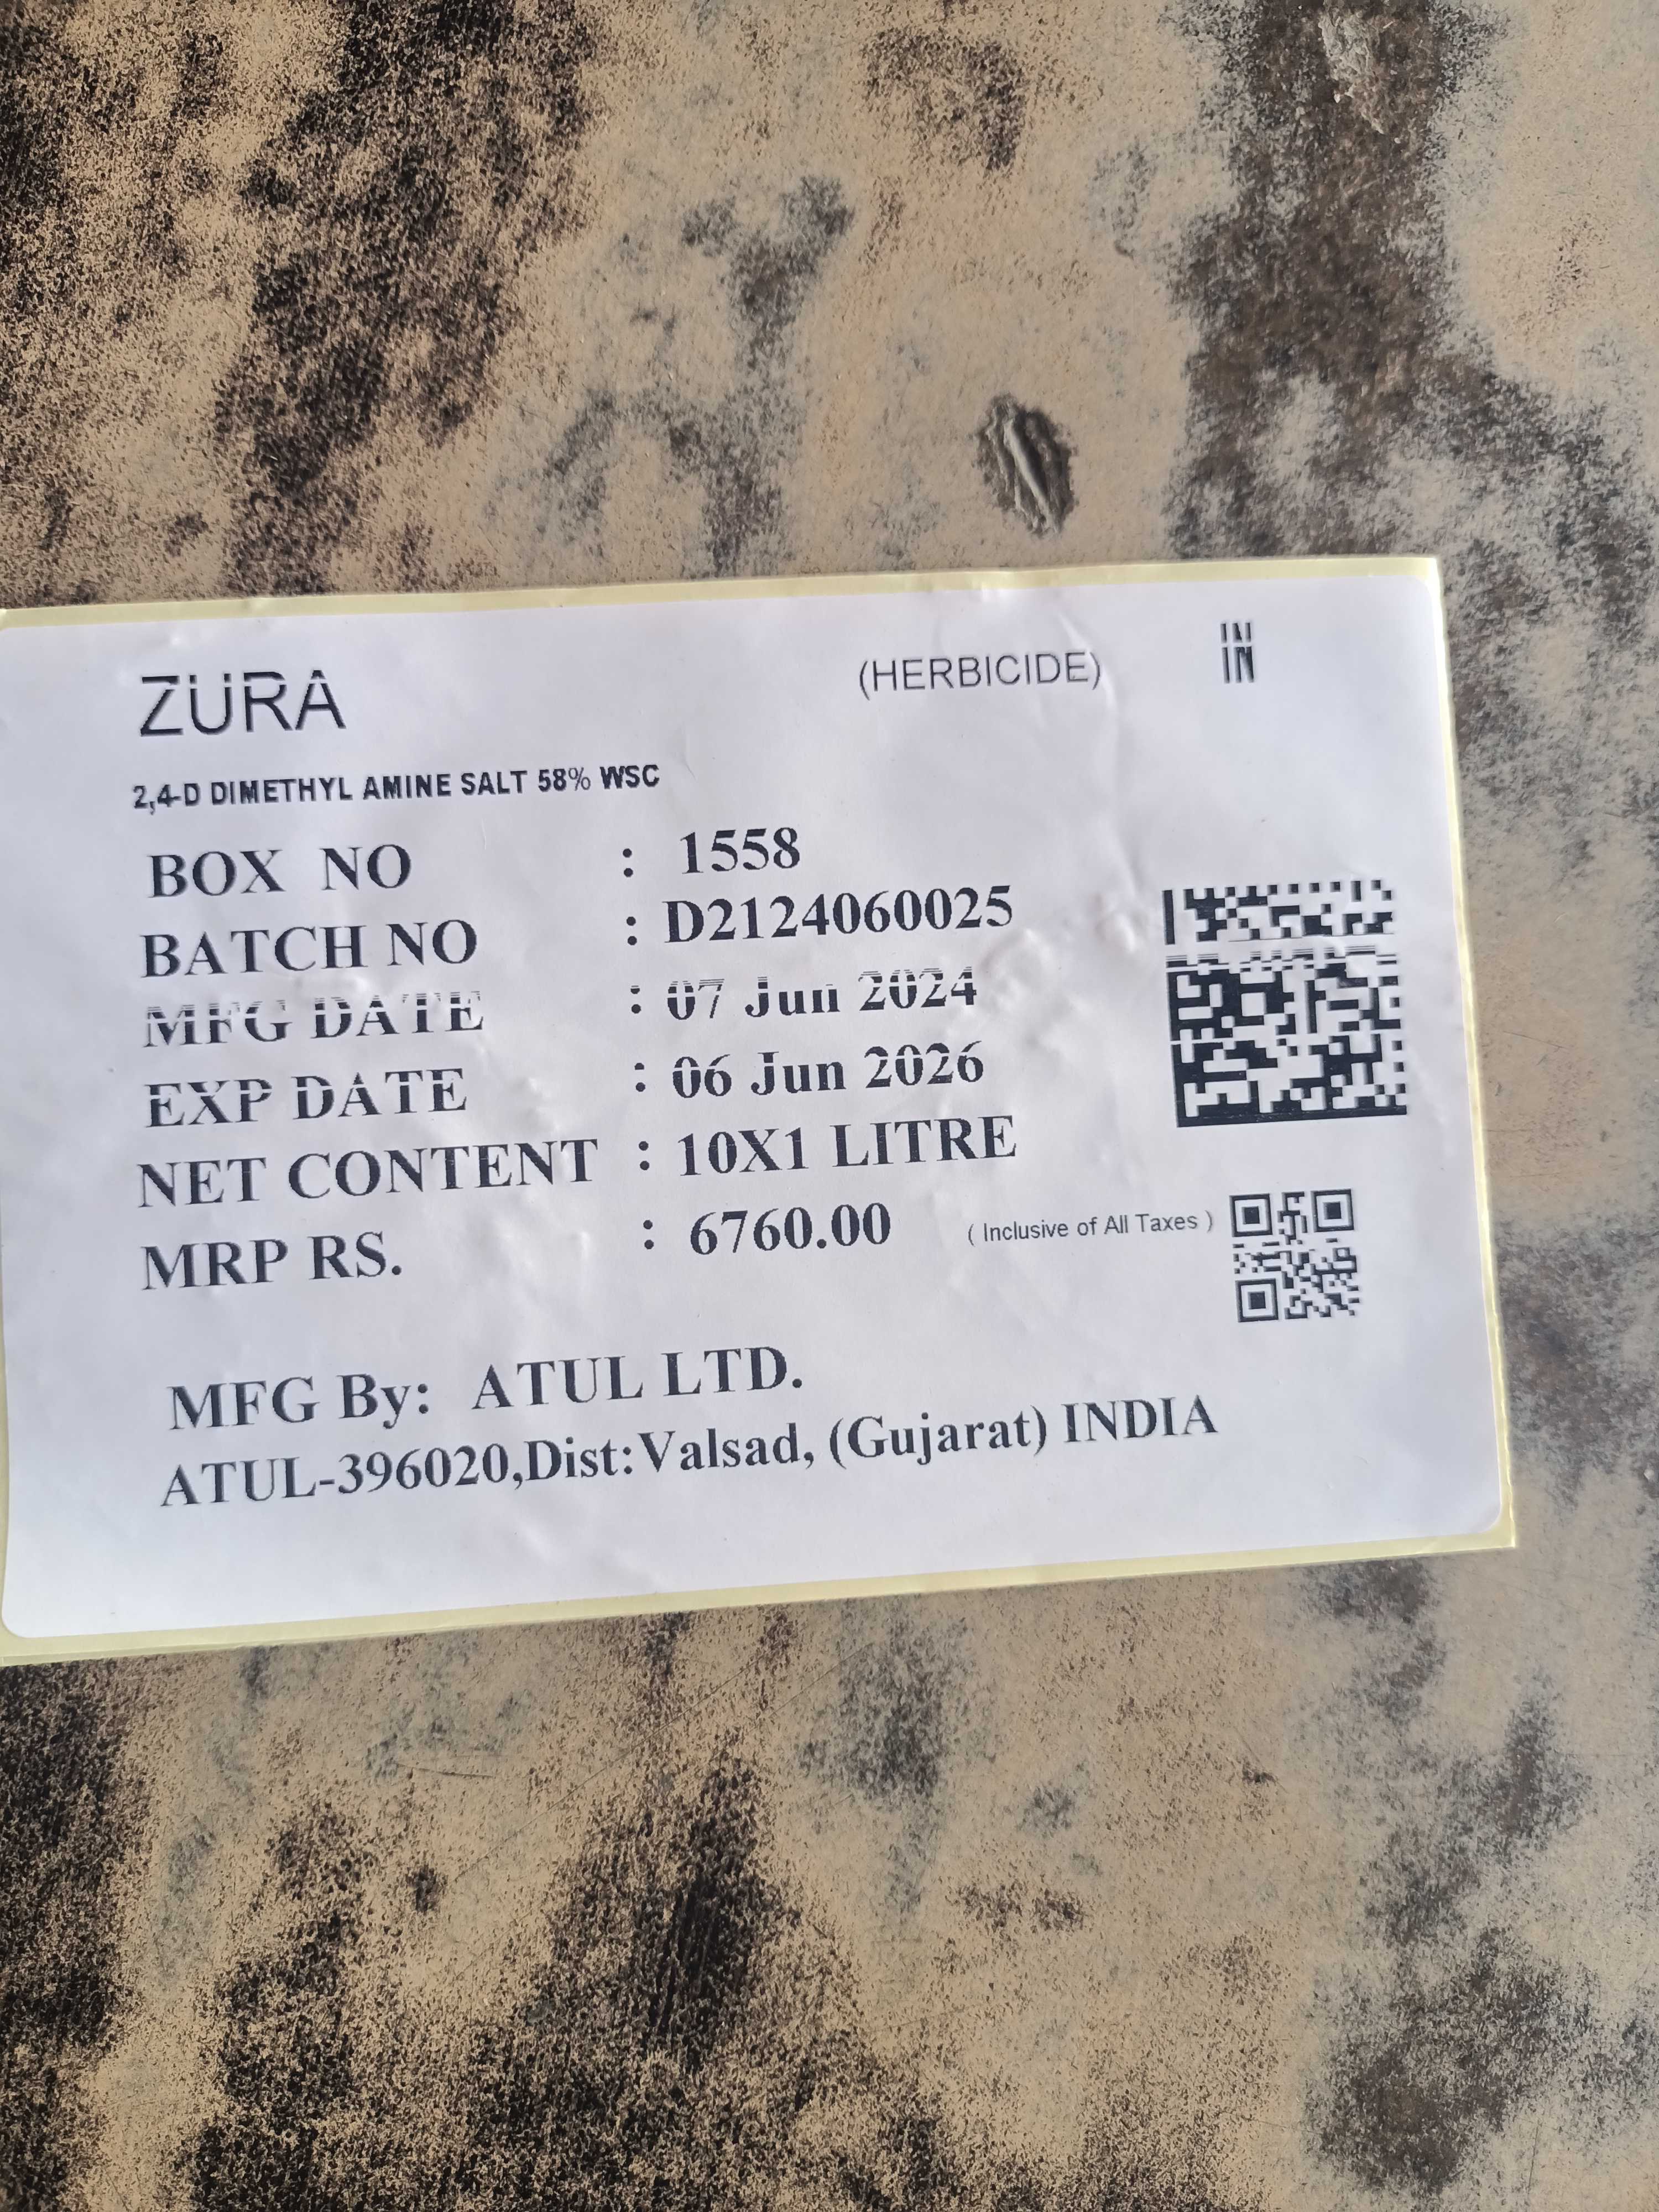 ZURA (HERBICIDE) IN
2,4-D DIMETHYL AMINE SALT 58% WSC
BOX NO : 1558
BATCH NO : D2124060025
MFG DATE : 07 Jun 2024
EXP DATE : 06 Jun 2026
NET CONTENT : 10X1 LITRE
MRP RS. : 6760.00 ( Inclusive of All Taxes )
MFG By: ATUL LTD.
ATUL-396020,Dist:Valsad, (Gujarat) INDIA